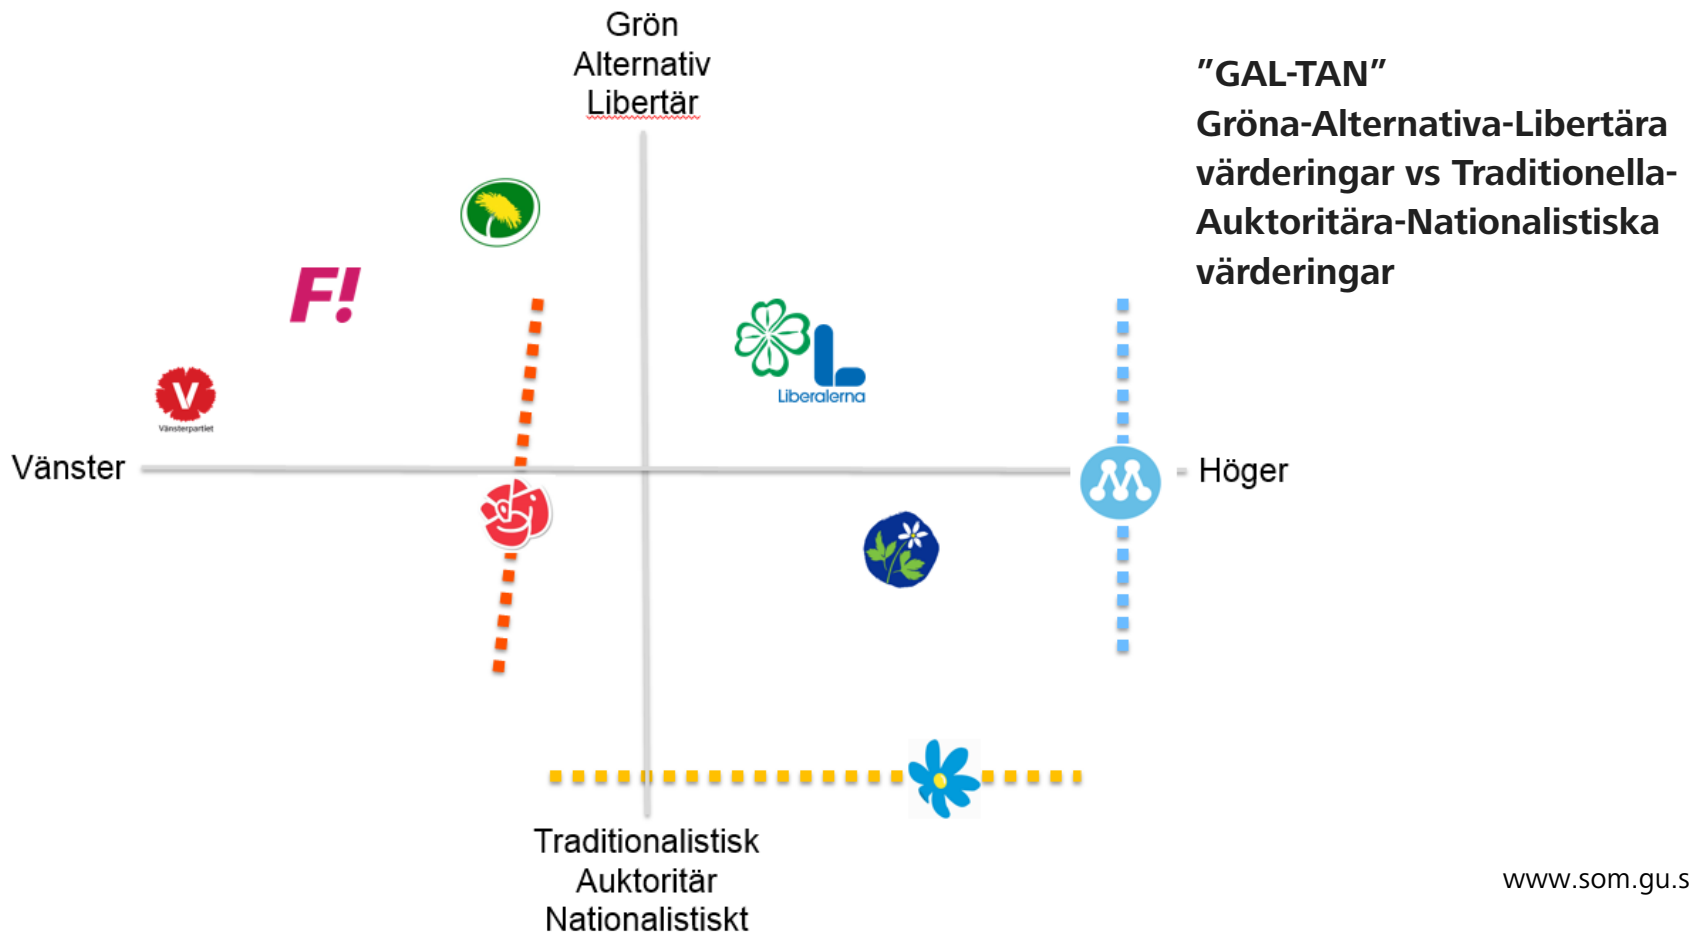 Grön
Alternativ
Libertär
”GAL-TAN”
Gröna-Alternativa-Libertära
värderingar vs Traditionella-
Auktoritära-Nationalistiska
värderingar
F!
V
Vänsterpartiet
L
Liberalerna
Vänster
M
Höger
Traditionalistisk
Auktoritär
Nationalistiskt
www.som.gu.s